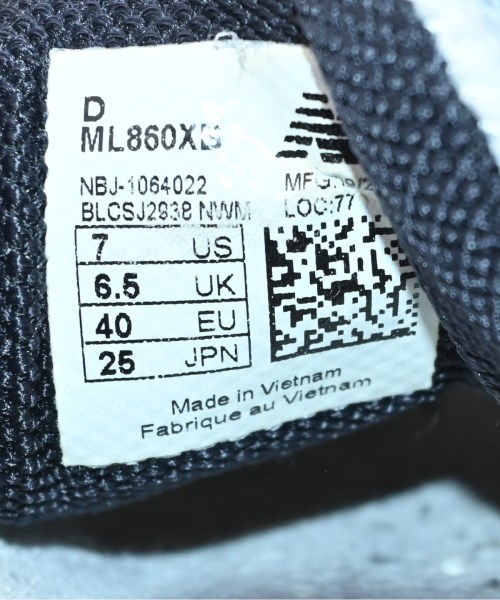 D
NBJ-1064022
BLCSJ2938 NWM
LOC:77
7 US
6.5 UK
40 EU
25 JPN
Made in Vietnam
Fabrique au Vietnam